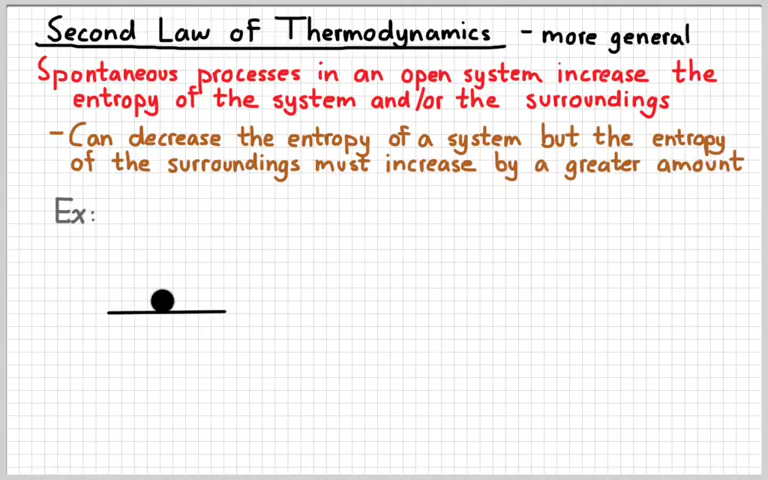 Second Law of Thermodynamics - more general
Spontaneous processes in an open system increase the
entropy of the system and/or the surroundings
- Can decrease the entropy of a system but the entropy
of the surroundings must increase by a greater amount
Ex: